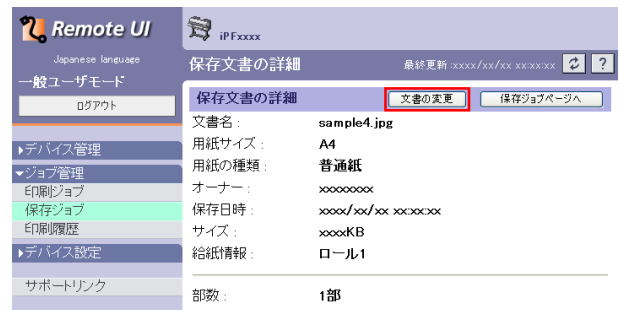 Remote UI
iPFxxxx
Japanese language
一般ユーザモード
ログアウト
▶デバイス管理
▼ジョブ管理
印刷ジョブ
保存ジョブ
印刷履歴
▶デバイス設定
サポートリンク
保存文書の詳細
最終更新:xxxx/xx/xx xx:xx:xx
?
保存文書の詳細
文書の変更
保存ジョブページへ
文書名 : sample4.jpg
用紙サイズ : A4
用紙の種類 : 普通紙
オーナー : xxxxxxxx
保存日時 : xxxx/xx/xx xx:xx:xx
サイズ : xxxxKB
給紙情報 : ロール1
部数 : 1部